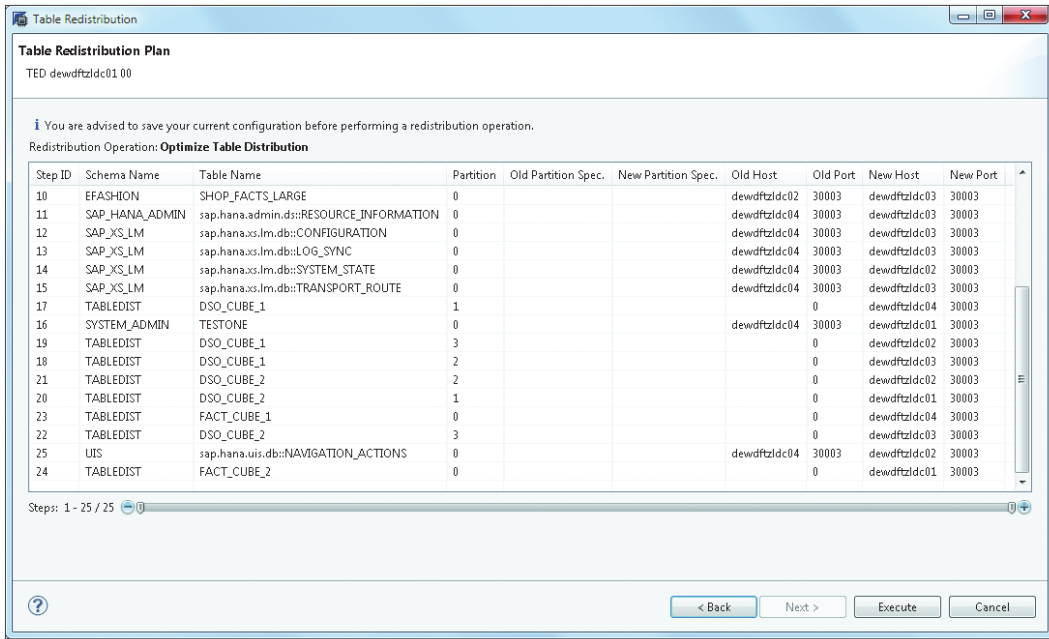 Table Redistribution
Table Redistribution Plan
TED dewdftzldc01 00
You are advised to save your current configuration before performing a redistribution operation.
Redistribution Operation: Optimize Table Distribution
Step ID Schema Name Table Name Partition Old Partition Spec. New Partition Spec. Old Host Old Port New Host New Port
10 EFASHION SHOP_FACTS_LARGE 0 dewdftzldc02 30003 dewdftzldc03 30003
11 SAP_HANA_ADMIN sap.hana.admin.ds::RESOURCE_INFORMATION 0 dewdftzldc04 30003 dewdftzldc03 30003
12 SAP_XS_LM sap.hana.xs.lm.db::CONFIGURATION 0 dewdftzldc04 30003 dewdftzldc03 30003
13 SAP_XS_LM sap.hana.xs.lm.db::LOG_SYNC 0 dewdftzldc04 30003 dewdftzldc03 30003
14 SAP_XS_LM sap.hana.xs.lm.db::SYSTEM_STATE 0 dewdftzldc04 30003 dewdftzldc02 30003
15 SAP_XS_LM sap.hana.xs.lm.db::TRANSPORT_ROUTE 0 dewdftzldc04 30003 dewdftzldc03 30003
17 TABLEDIST DSO_CUBE_1 1 0 dewdftzldc04 30003
16 SYSTEM_ADMIN TESTONE 0 dewdftzldc04 30003 dewdftzldc01 30003
19 TABLEDIST DSO_CUBE_1 3 0 dewdftzldc02 30003
18 TABLEDIST DSO_CUBE_1 2 0 dewdftzldc03 30003
21 TABLEDIST DSO_CUBE_2 2 0 dewdftzldc02 30003
20 TABLEDIST DSO_CUBE_2 1 0 dewdftzldc01 30003
23 TABLEDIST FACT_CUBE_1 0 0 dewdftzldc04 30003
22 TABLEDIST DSO_CUBE_2 3 0 dewdftzldc03 30003
25 UIS sap.hana.uis.db::NAVIGATION_ACTIONS 0 dewdftzldc04 30003 dewdftzldc02 30003
24 TABLEDIST FACT_CUBE_2 0 0 dewdftzldc01 30003
Steps: 1 - 25 / 25
< Back Next > Execute Cancel